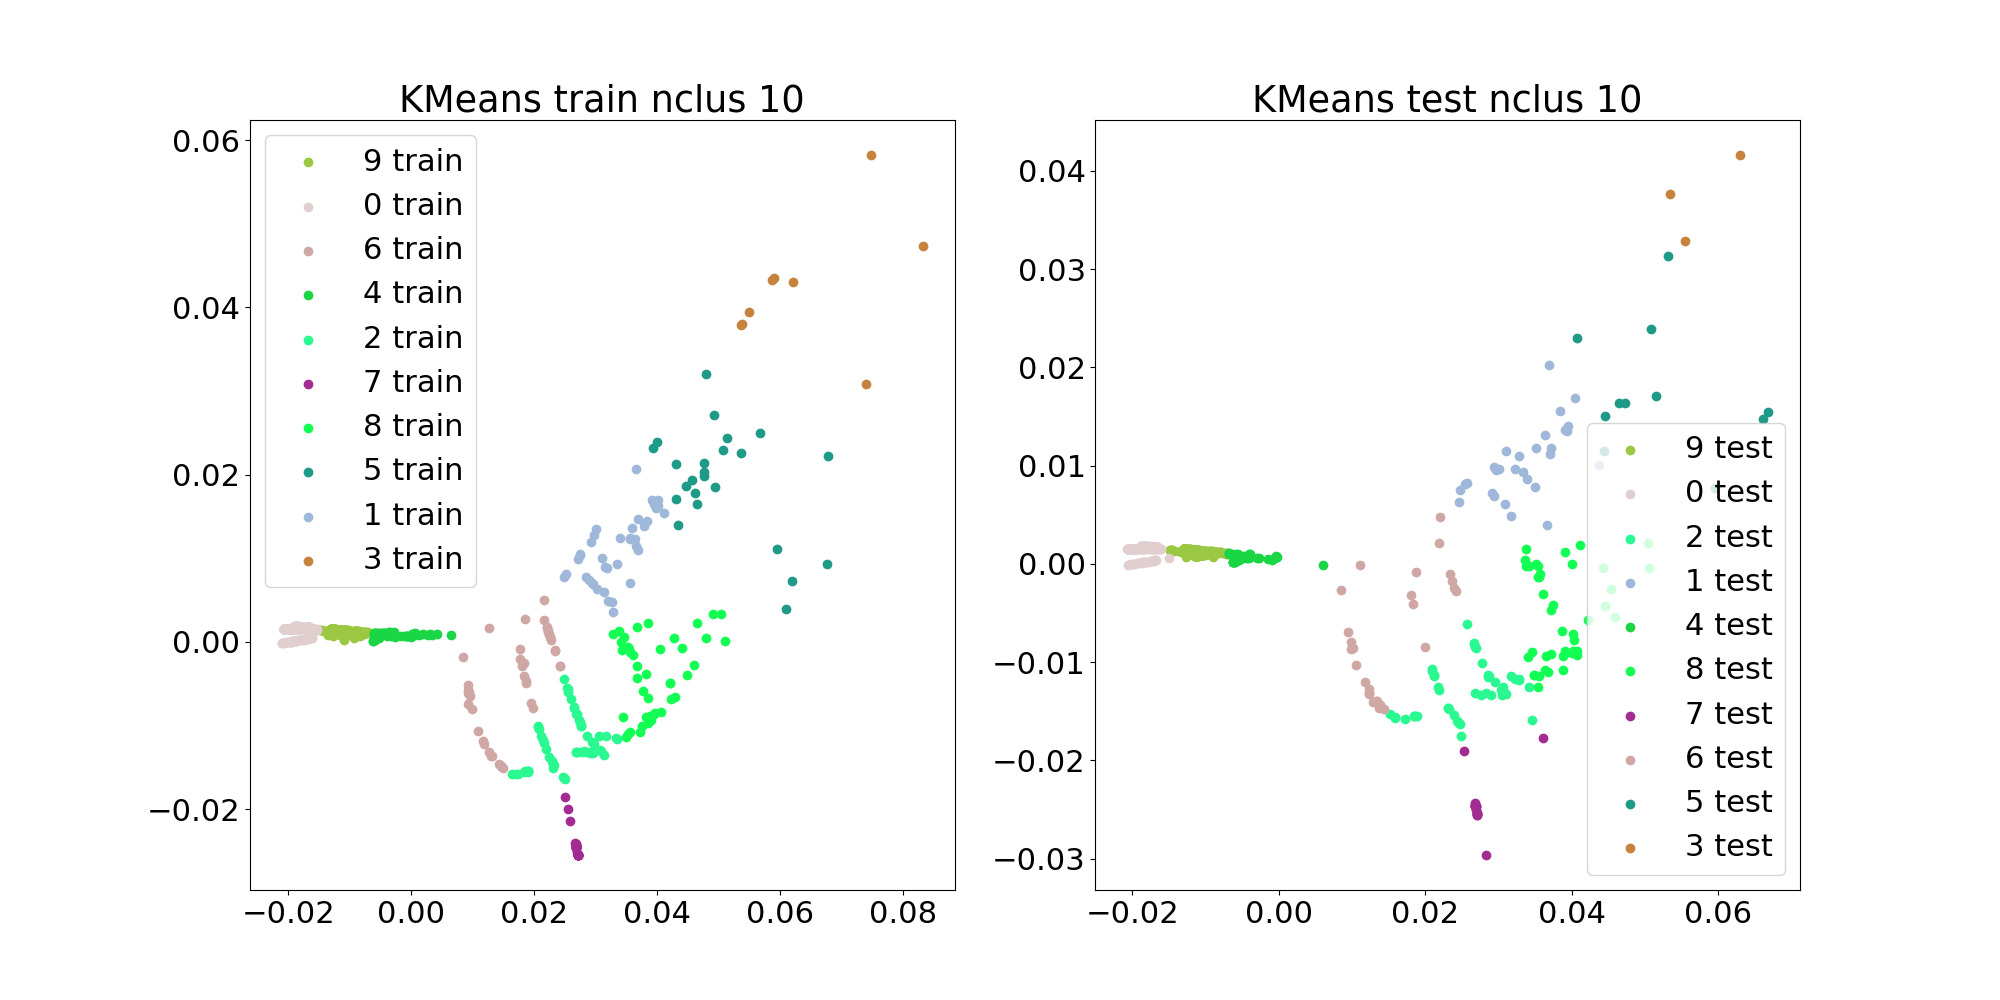 KMeans train nclus 10
0.06
0.04
0.02
0.00
−0.02
−0.02
0.00
0.02
0.04
0.06
0.08
9 train
0 train
6 train
4 train
2 train
7 train
8 train
5 train
1 train
3 train
KMeans test nclus 10
0.04
0.03
0.02
0.01
0.00
−0.01
−0.02
−0.03
−0.02
0.00
0.02
0.04
0.06
9 test
0 test
2 test
1 test
4 test
8 test
7 test
6 test
5 test
3 test